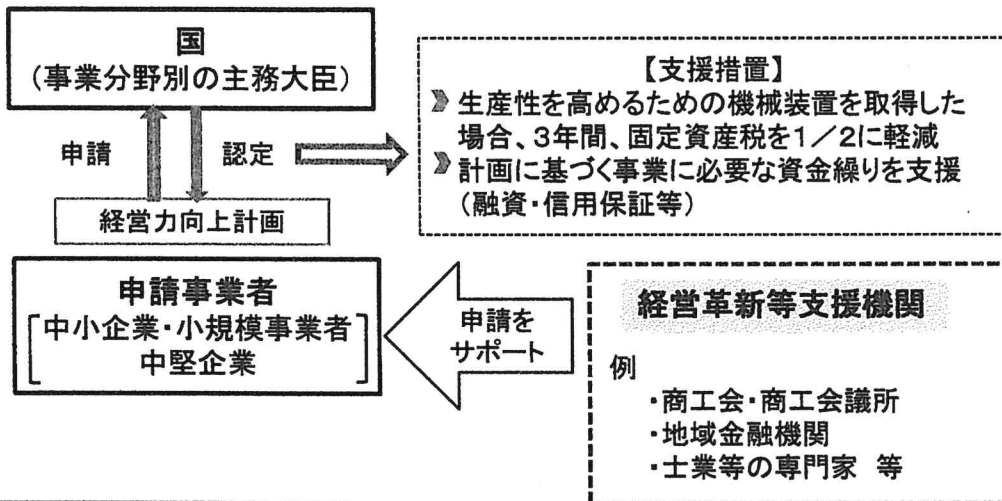 国
(事業分野別の主務大臣)
申請
認定
経営力向上計画
【支援措置】
生産性を高めるための機械装置を取得した
場合、3年間、固定資産税を1/2に軽減
計画に基づく事業に必要な資金繰りを支援
(融資・信用保証等)
申請事業者
中小企業・小規模事業者
中堅企業
申請を
サポート
経営革新等支援機関
例
・商工会・商工会議所
・地域金融機関
・士業等の専門家 等